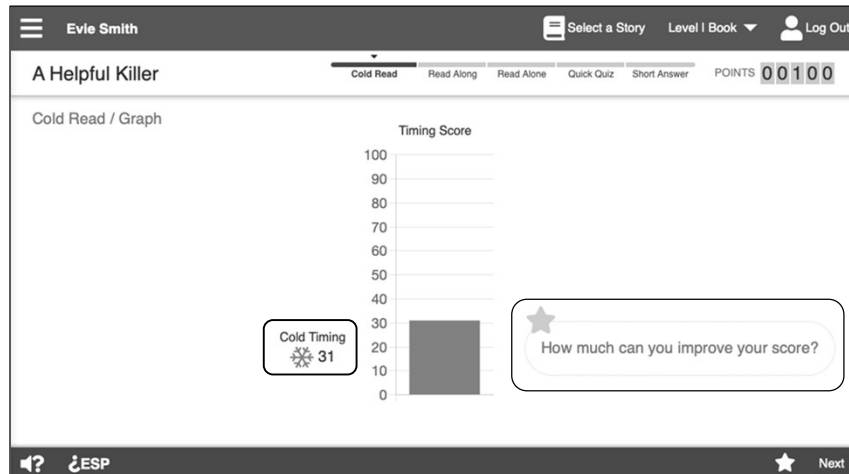 Evie Smith
Select a Story
Level I Book
Log Out
A Helpful Killer
Cold Read
Read Along
Read Alone
Quick Quiz
Short Answer
POINTS 00100
Cold Read / Graph
Timing Score
100
90
80
70
60
50
40
30
20
10
0
Cold Timing
31
How much can you improve your score?
? ¿ESP
Next